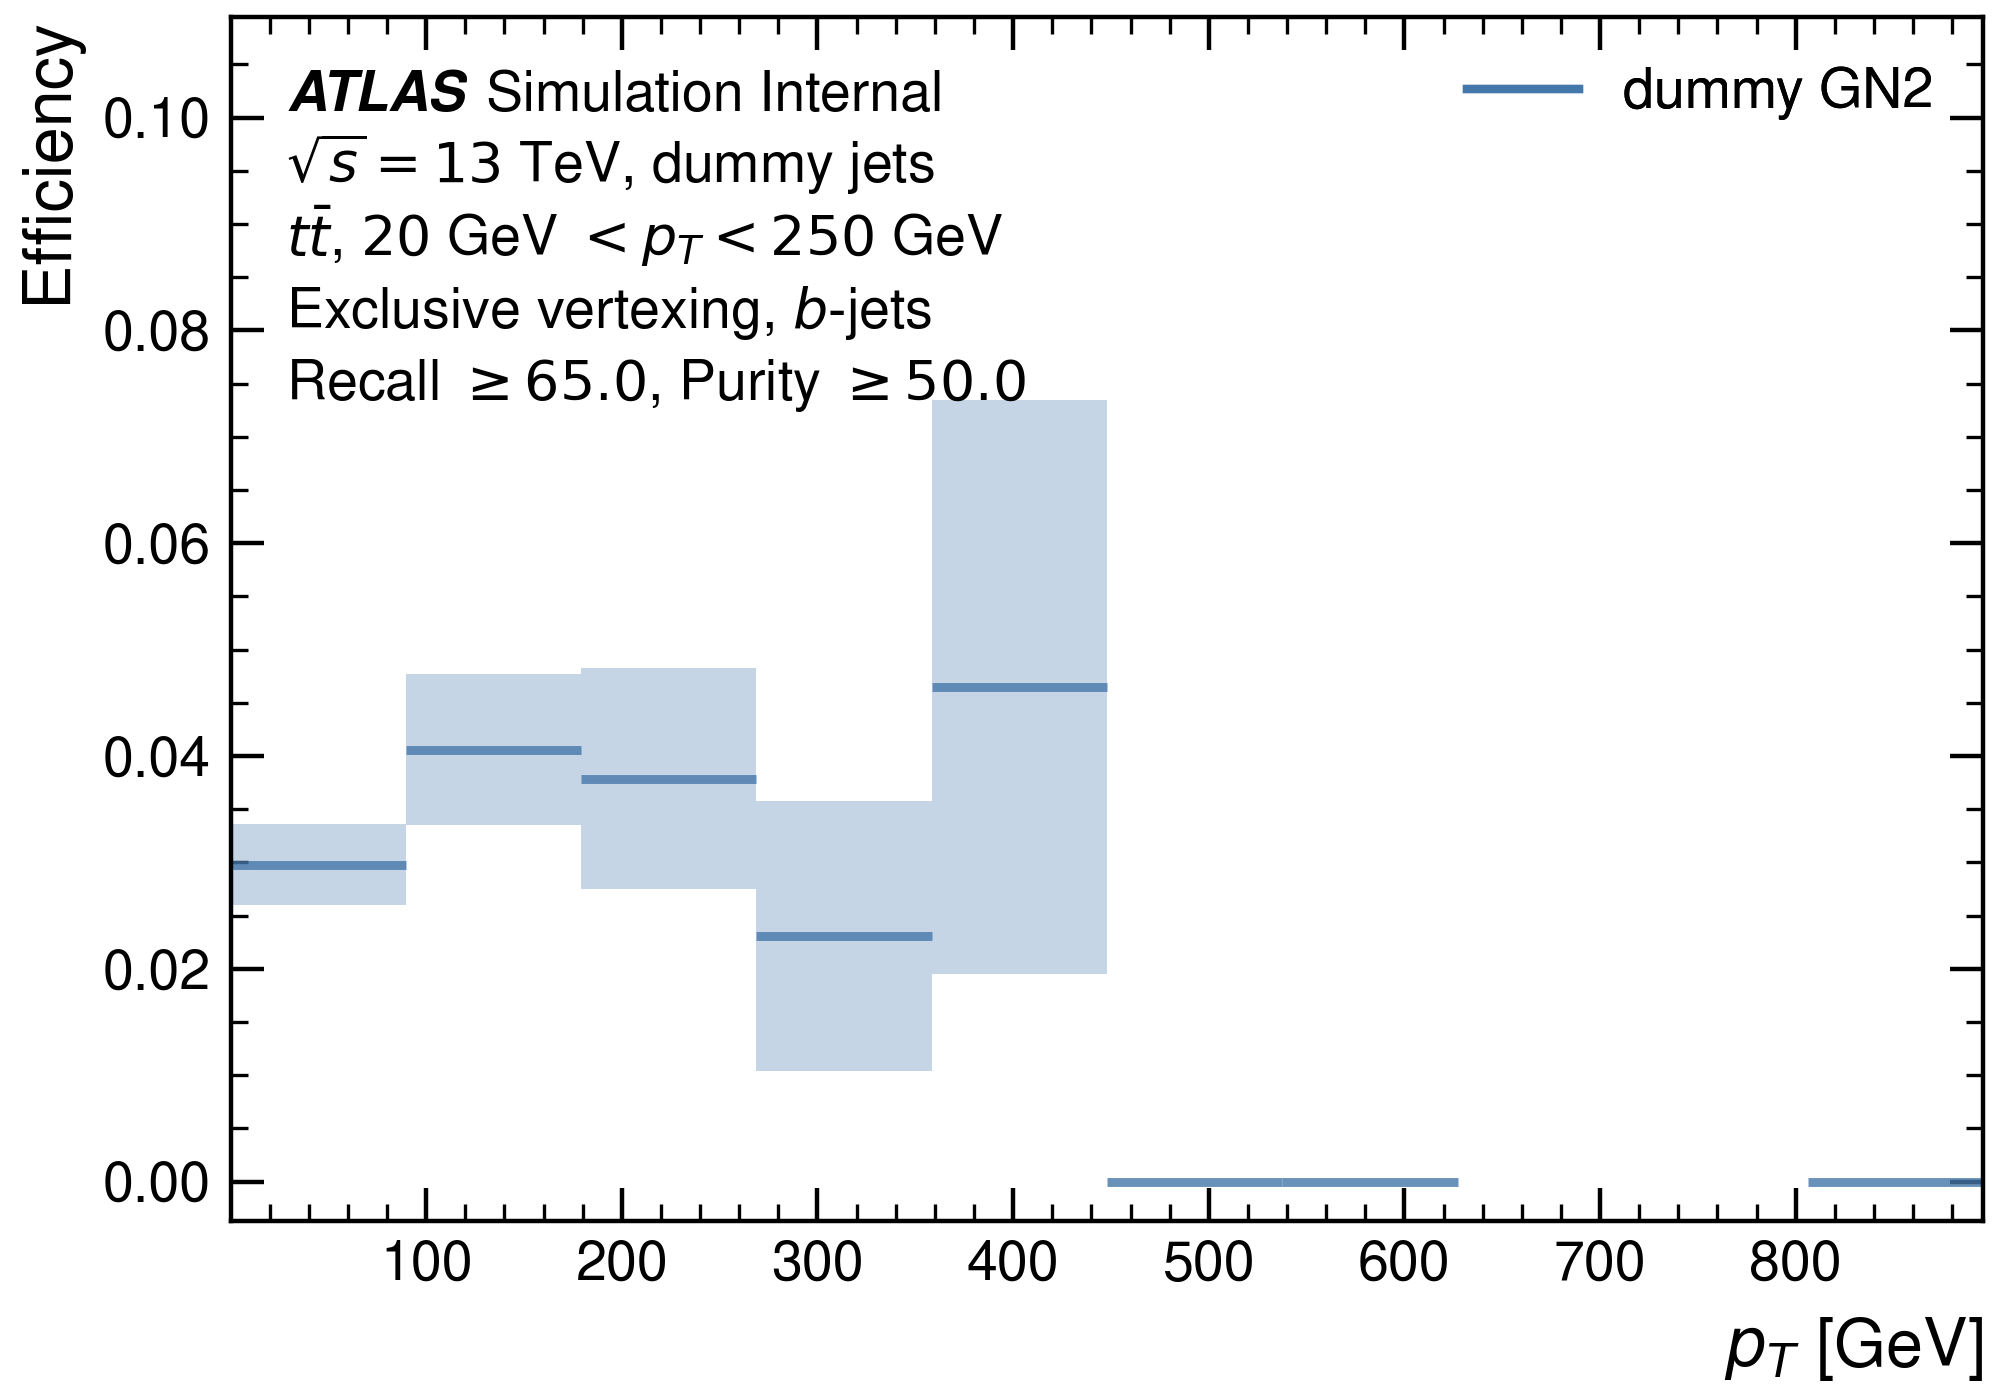 Efficiency
0.10
0.08
0.06
0.04
0.02
0.00
ATLAS Simulation Internal
√s = 13 TeV, dummy jets
tt̄, 20 GeV < p_T < 250 GeV
Exclusive vertexing, b-jets
Recall ≥ 65.0, Purity ≥ 50.0
dummy GN2
100 200 300 400 500 600 700 800
p_T [GeV]